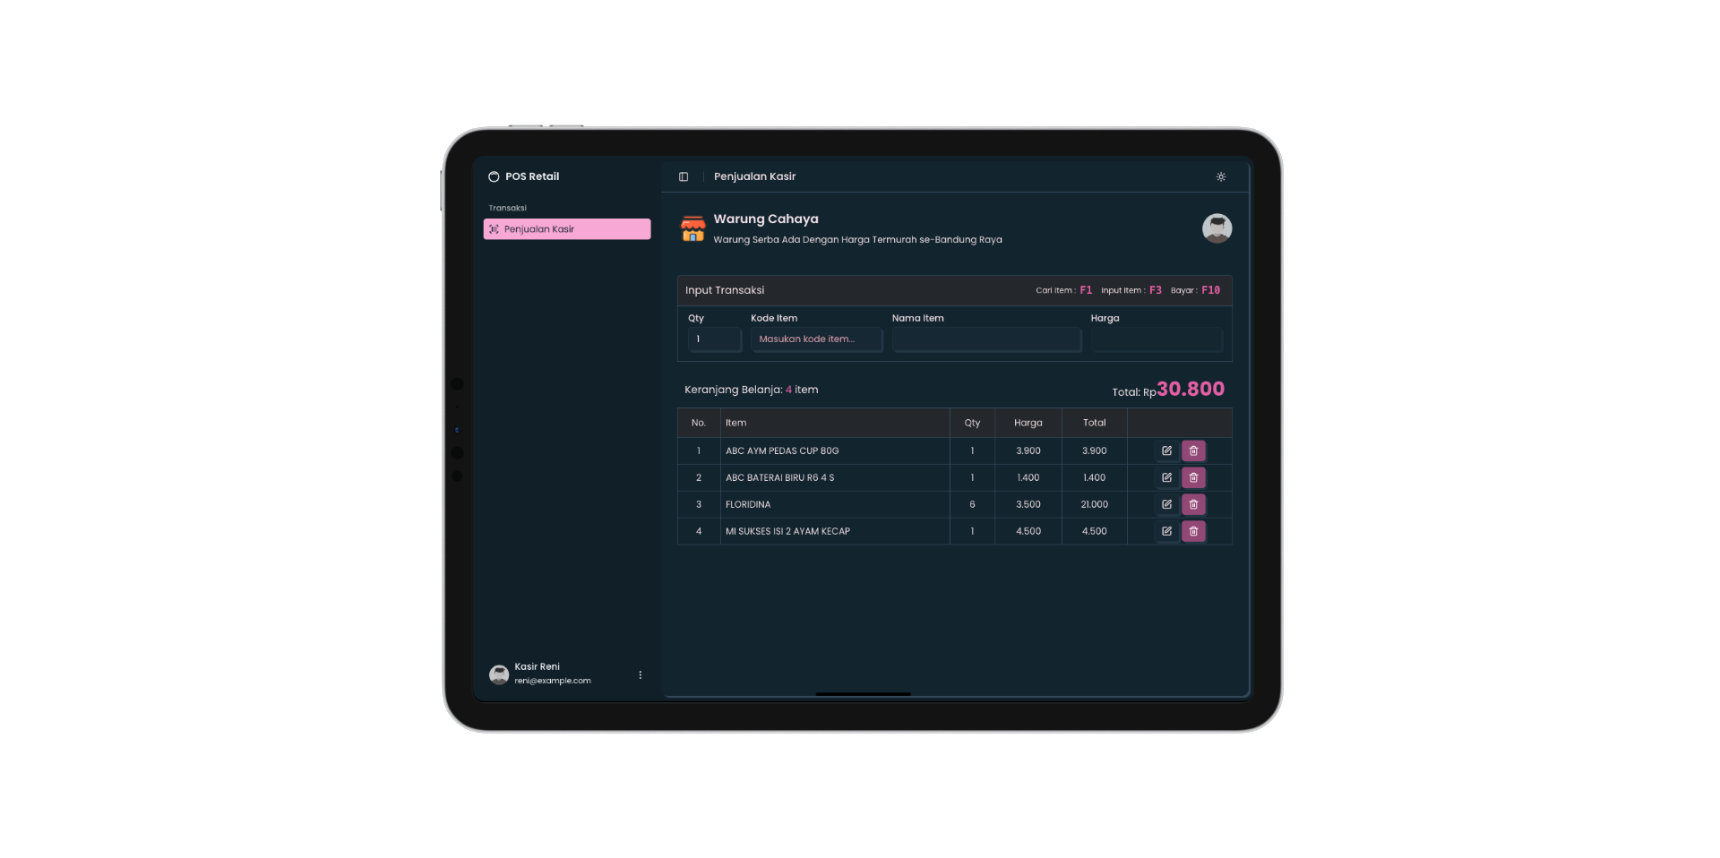 POS Retail
Transaksi
Penjualan Kasir
Penjualan Kasir
Warung Cahaya
Warung Serba Ada Dengan Harga Termurah se-Bandung Raya
Input Transaksi Cari Item : F1 Input Item : F3 Bayar : F10
Qty Kode Item Nama Item Harga
1 Masukan kode item...
Keranjang Belanja: 4 item Total: Rp30.800
No. Item Qty Harga Total
1 ABC AYM PEDAS CUP 80G 1 3.900 3.900
2 ABC BATERAI BIRU R6 4 S 1 1.400 1.400
3 FLORIDINA 6 3.500 21.000
4 MI SUKSES ISI 2 AYAM KECAP 1 4.500 4.500
Kasir Reni
reni@example.com